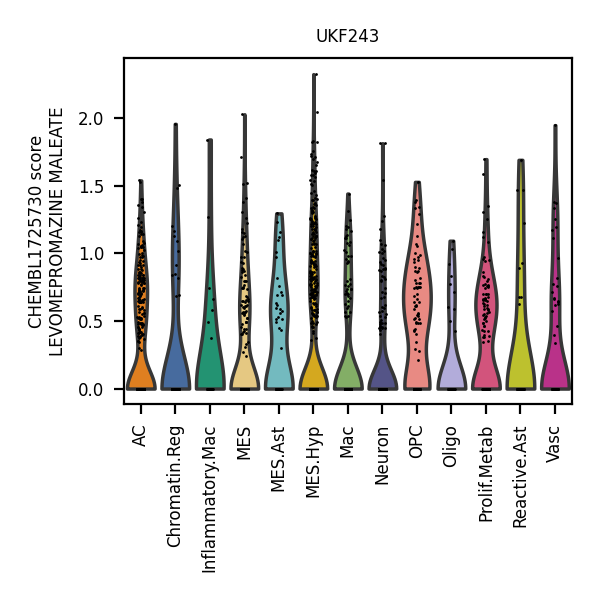 UKF243
CHEMBL1725730 score
LEVOMEPROMAZINE MALEATE
2.0
1.5
1.0
0.5
0.0
AC
Chromatin.Reg
Inflammatory.Mac
MES
MES.Ast
MES.Hyp
Mac
Neuron
OPC
Oligo
Prolif.Metab
Reactive.Ast
Vasc